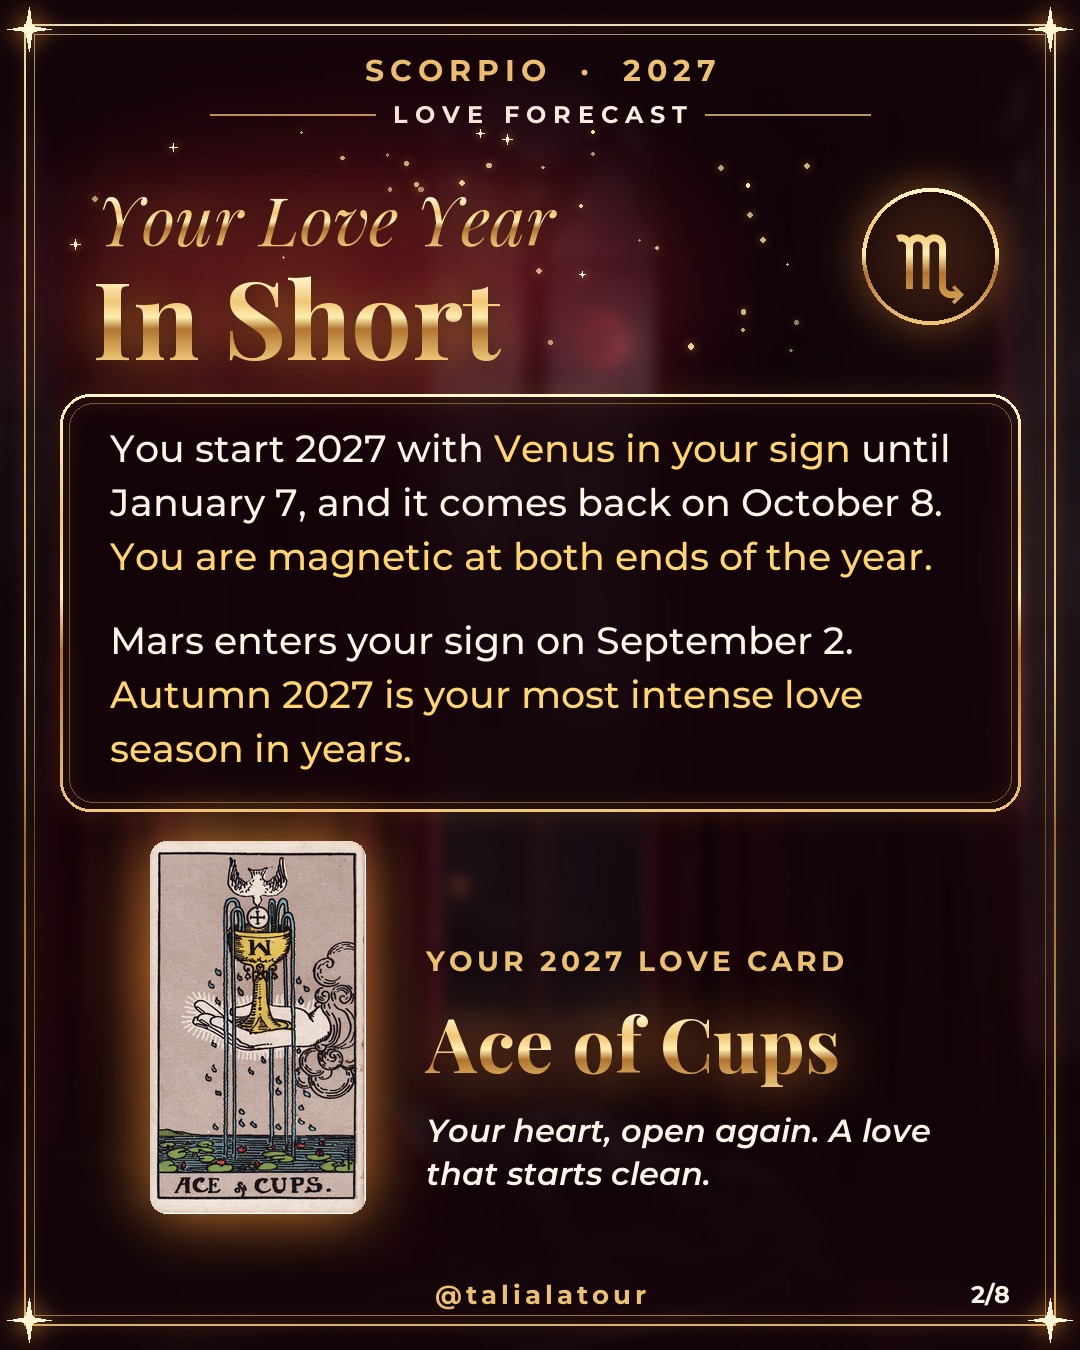 SCORPIO · 2027
LOVE FORECAST
Your Love Year
In Short
♏
You start 2027 with Venus in your sign until
January 7, and it comes back on October 8.
You are magnetic at both ends of the year.
Mars enters your sign on September 2.
Autumn 2027 is your most intense love
season in years.
ACE of CUPS.
YOUR 2027 LOVE CARD
Ace of Cups
Your heart, open again. A love
that starts clean.
@talialatour
2/8